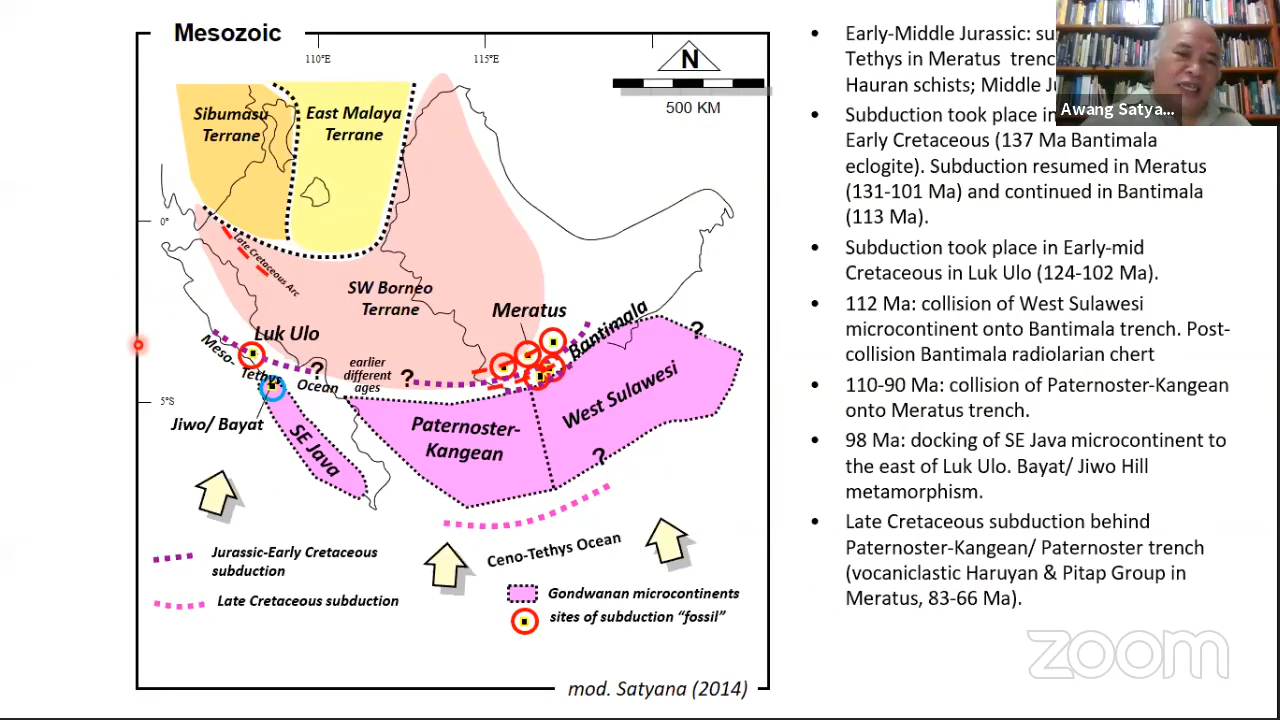 Mesozoic
110°E
115°E
N
500 KM
Sibumasu
Terrane
East Malaya
Terrane
0°
Late Cretaceous Arc
SW Borneo
Terrane
Meratus
Luk Ulo
Bantimala
?
Meso-
Tethys
Ocean
?
earlier
different
ages
?
5°S
Jiwo/ Bayat
SE Java
Paternoster-
Kangean
West Sulawesi
?
Ceno-Tethys Ocean
Jurassic-Early Cretaceous
subduction
Late Cretaceous subduction
Gondwanan microcontinents
sites of subduction “fossil”
mod. Satyana (2014)
• Early-Middle Jurassic:
Tethys in Meratus
Hauran schists; Middle
• Subduction took place in
Early Cretaceous (137 Ma Bantimala
eclogite). Subduction resumed in Meratus
(131-101 Ma) and continued in Bantimala
(113 Ma).
• Subduction took place in Early-mid
Cretaceous in Luk Ulo (124-102 Ma).
• 112 Ma: collision of West Sulawesi
microcontinent onto Bantimala trench. Post-
collision Bantimala radiolarian chert
• 110-90 Ma: collision of Paternoster-Kangean
onto Meratus trench.
• 98 Ma: docking of SE Java microcontinent to
the east of Luk Ulo. Bayat/ Jiwo Hill
metamorphism.
• Late Cretaceous subduction behind
Paternoster-Kangean/ Paternoster trench
(vocaniclastic Haruyan & Pitap Group in
Meratus, 83-66 Ma).
Awang Satya...
zoom